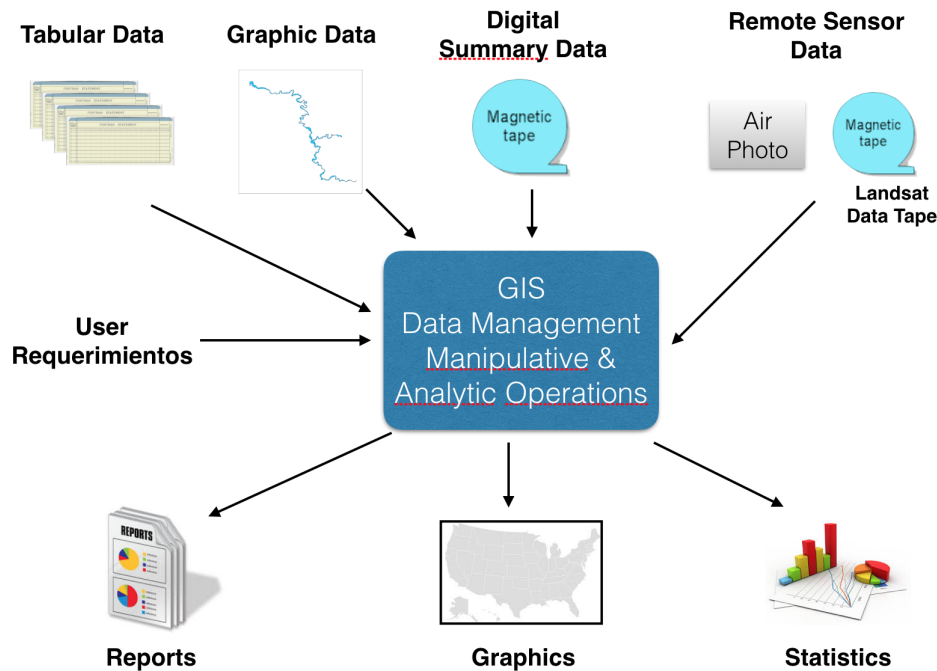 Tabular Data
Graphic Data
Digital
Summary Data
Remote Sensor
Data
Magnetic
tape
Air
Photo
Magnetic
tape
Landsat
Data Tape
User
Requerimientos
GIS
Data Management
Manipulative &
Analytic Operations
REPORTS
Reports
Graphics
Statistics